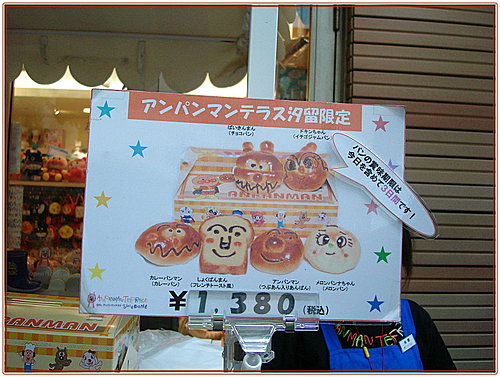 アンパンマンテラス汐留限定
ばいきんまん
（チョコパン）
ドキンちゃん
（イチゴジャムパン）
パンの賞味期限は
今日を含めて3日間です！
ANPANMAN
カレーパンマン
（カレーパン）
しょくぱんまん
（フレンチトースト風）
アンパンマン
（つぶあん入りあんぱん）
メロンパンナちゃん
（メロンパン）
¥1,380（税込）
ANPANMAN